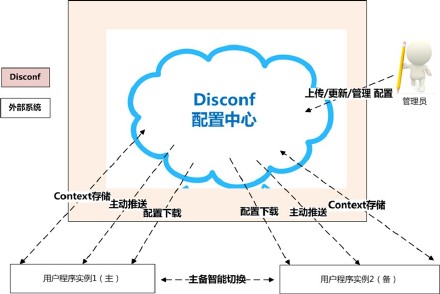 Disconf
外部系统
Disconf
配置中心
上传/更新/管理 配置
管理员
Context存储
主动推送
配置下载
配置下载
主动推送
Context存储
用户程序实例1（主）
主备智能切换
用户程序实例2（备）